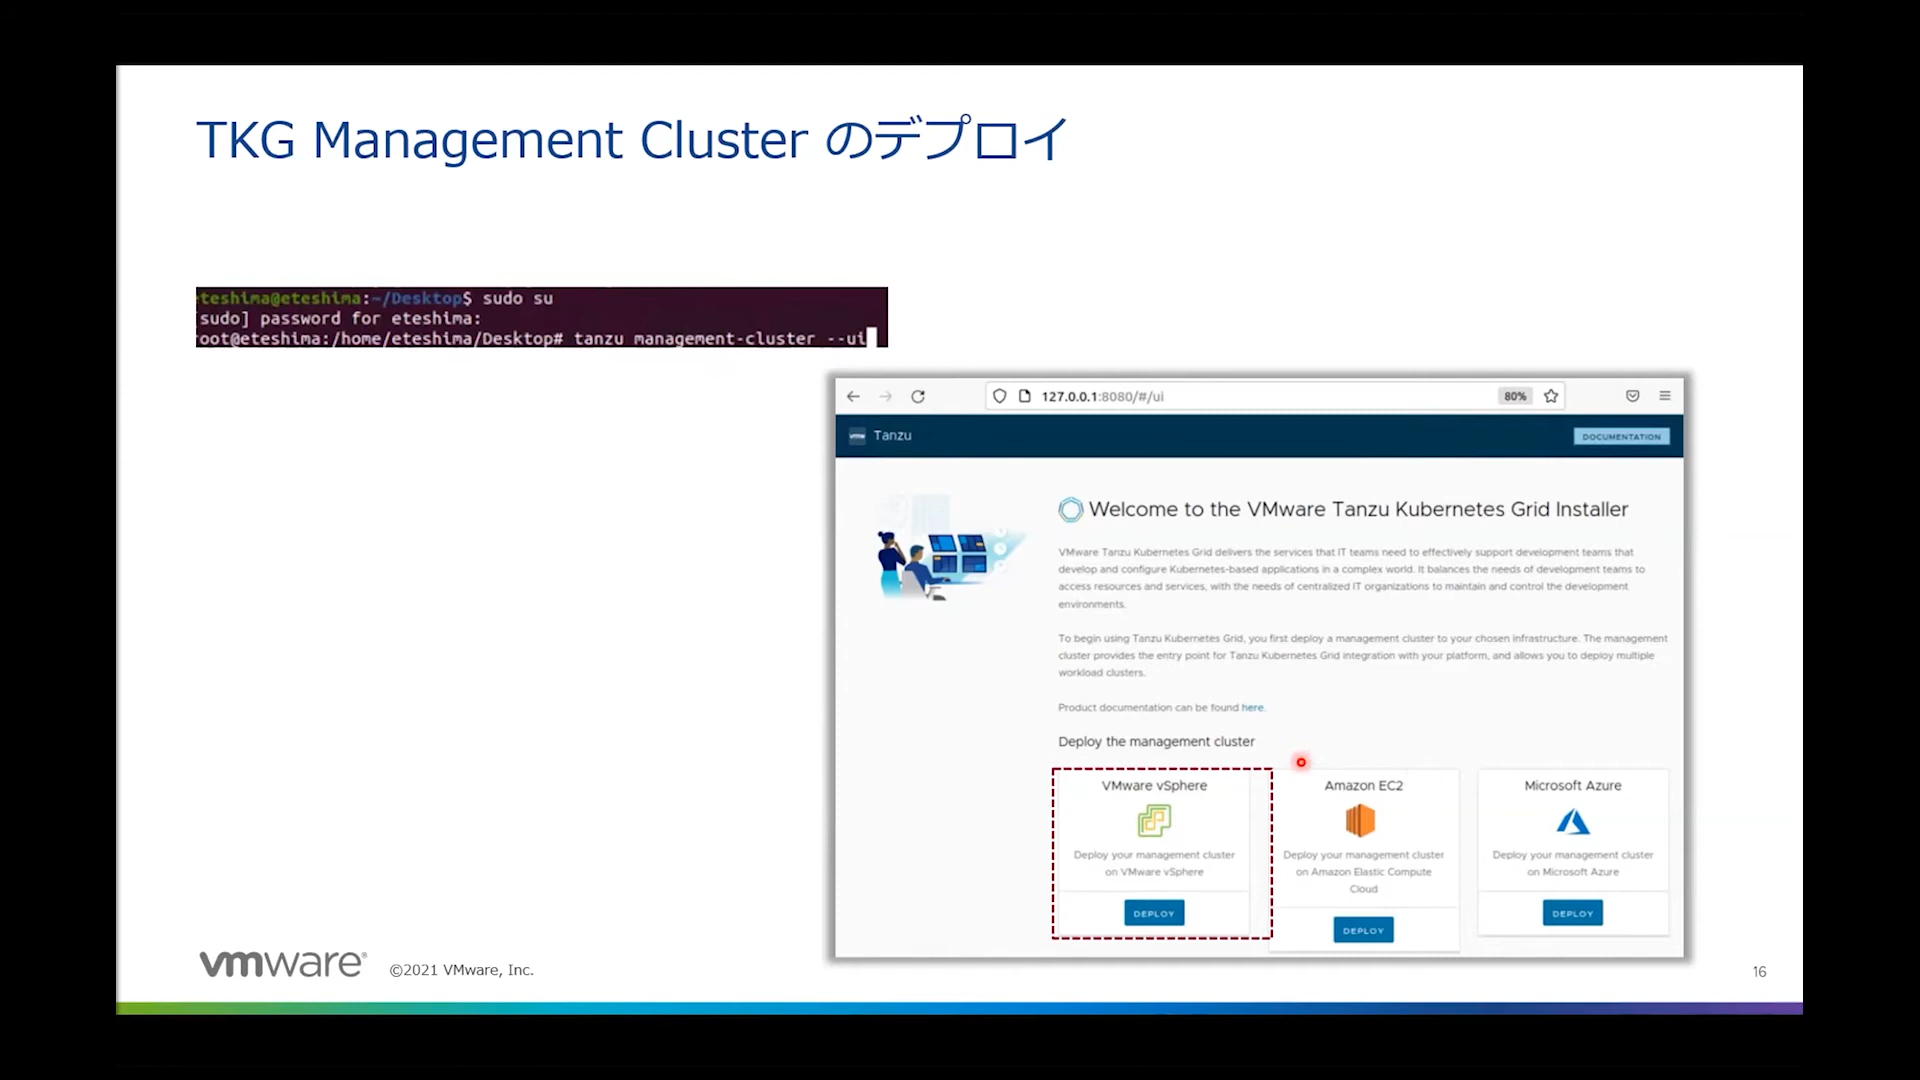 TKG Management Cluster のデプロイ
eteshima@eteshima:~/Desktop$ sudo su
[sudo] password for eteshima:
root@eteshima:/home/eteshima/Desktop# tanzu management-cluster --ui
127.0.0.1:8080/#/ui
80%
vmw
Tanzu
DOCUMENTATION
Welcome to the VMware Tanzu Kubernetes Grid Installer
VMware Tanzu Kubernetes Grid delivers the services that IT teams need to effectively support development teams that
develop and configure Kubernetes-based applications in a complex world. It balances the needs of development teams to
access resources and services, with the needs of centralized IT organizations to maintain and control the development
environments.
To begin using Tanzu Kubernetes Grid, you first deploy a management cluster to your chosen infrastructure. The management
cluster provides the entry point for Tanzu Kubernetes Grid integration with your platform, and allows you to deploy multiple
workload clusters.
Product documentation can be found here.
Deploy the management cluster
VMware vSphere
Deploy your management cluster
on VMware vSphere
DEPLOY
Amazon EC2
Deploy your management cluster
on Amazon Elastic Compute
Cloud
DEPLOY
Microsoft Azure
Deploy your management cluster
on Microsoft Azure
DEPLOY
vmware®
©2021 VMware, Inc.
16